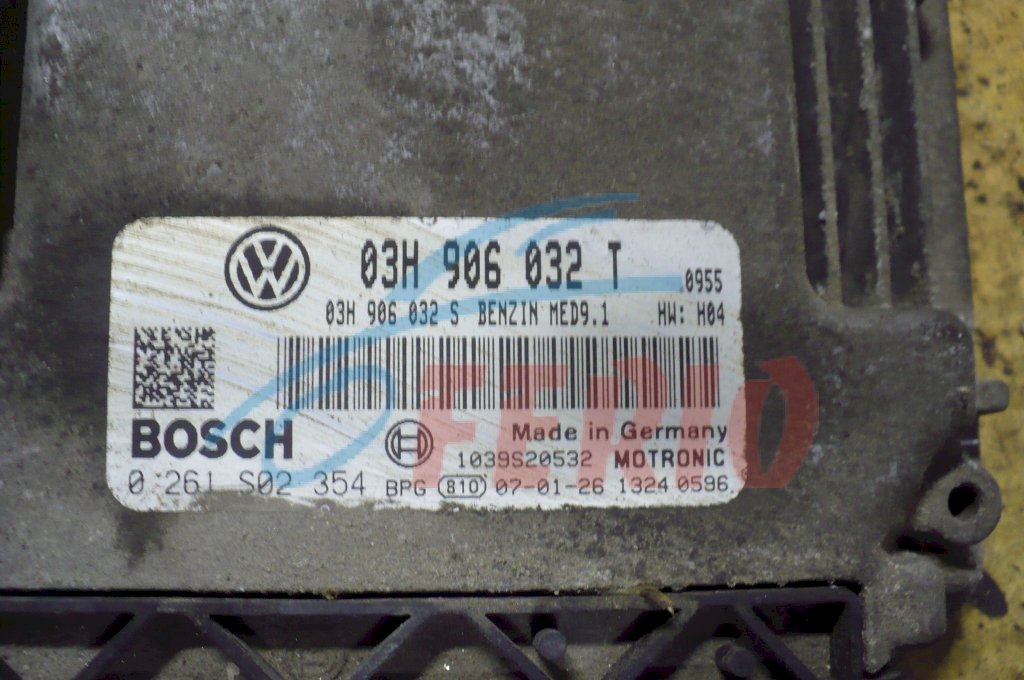 03H 906 032 T 0955
03H 906 032 S BENZIN MED9.1 HW: H04
BOSCH
Made in Germany
1039S20532 MOTRONIC
0 261 S02 354 BPG 810 07-01-26 1324 0596
FERIO